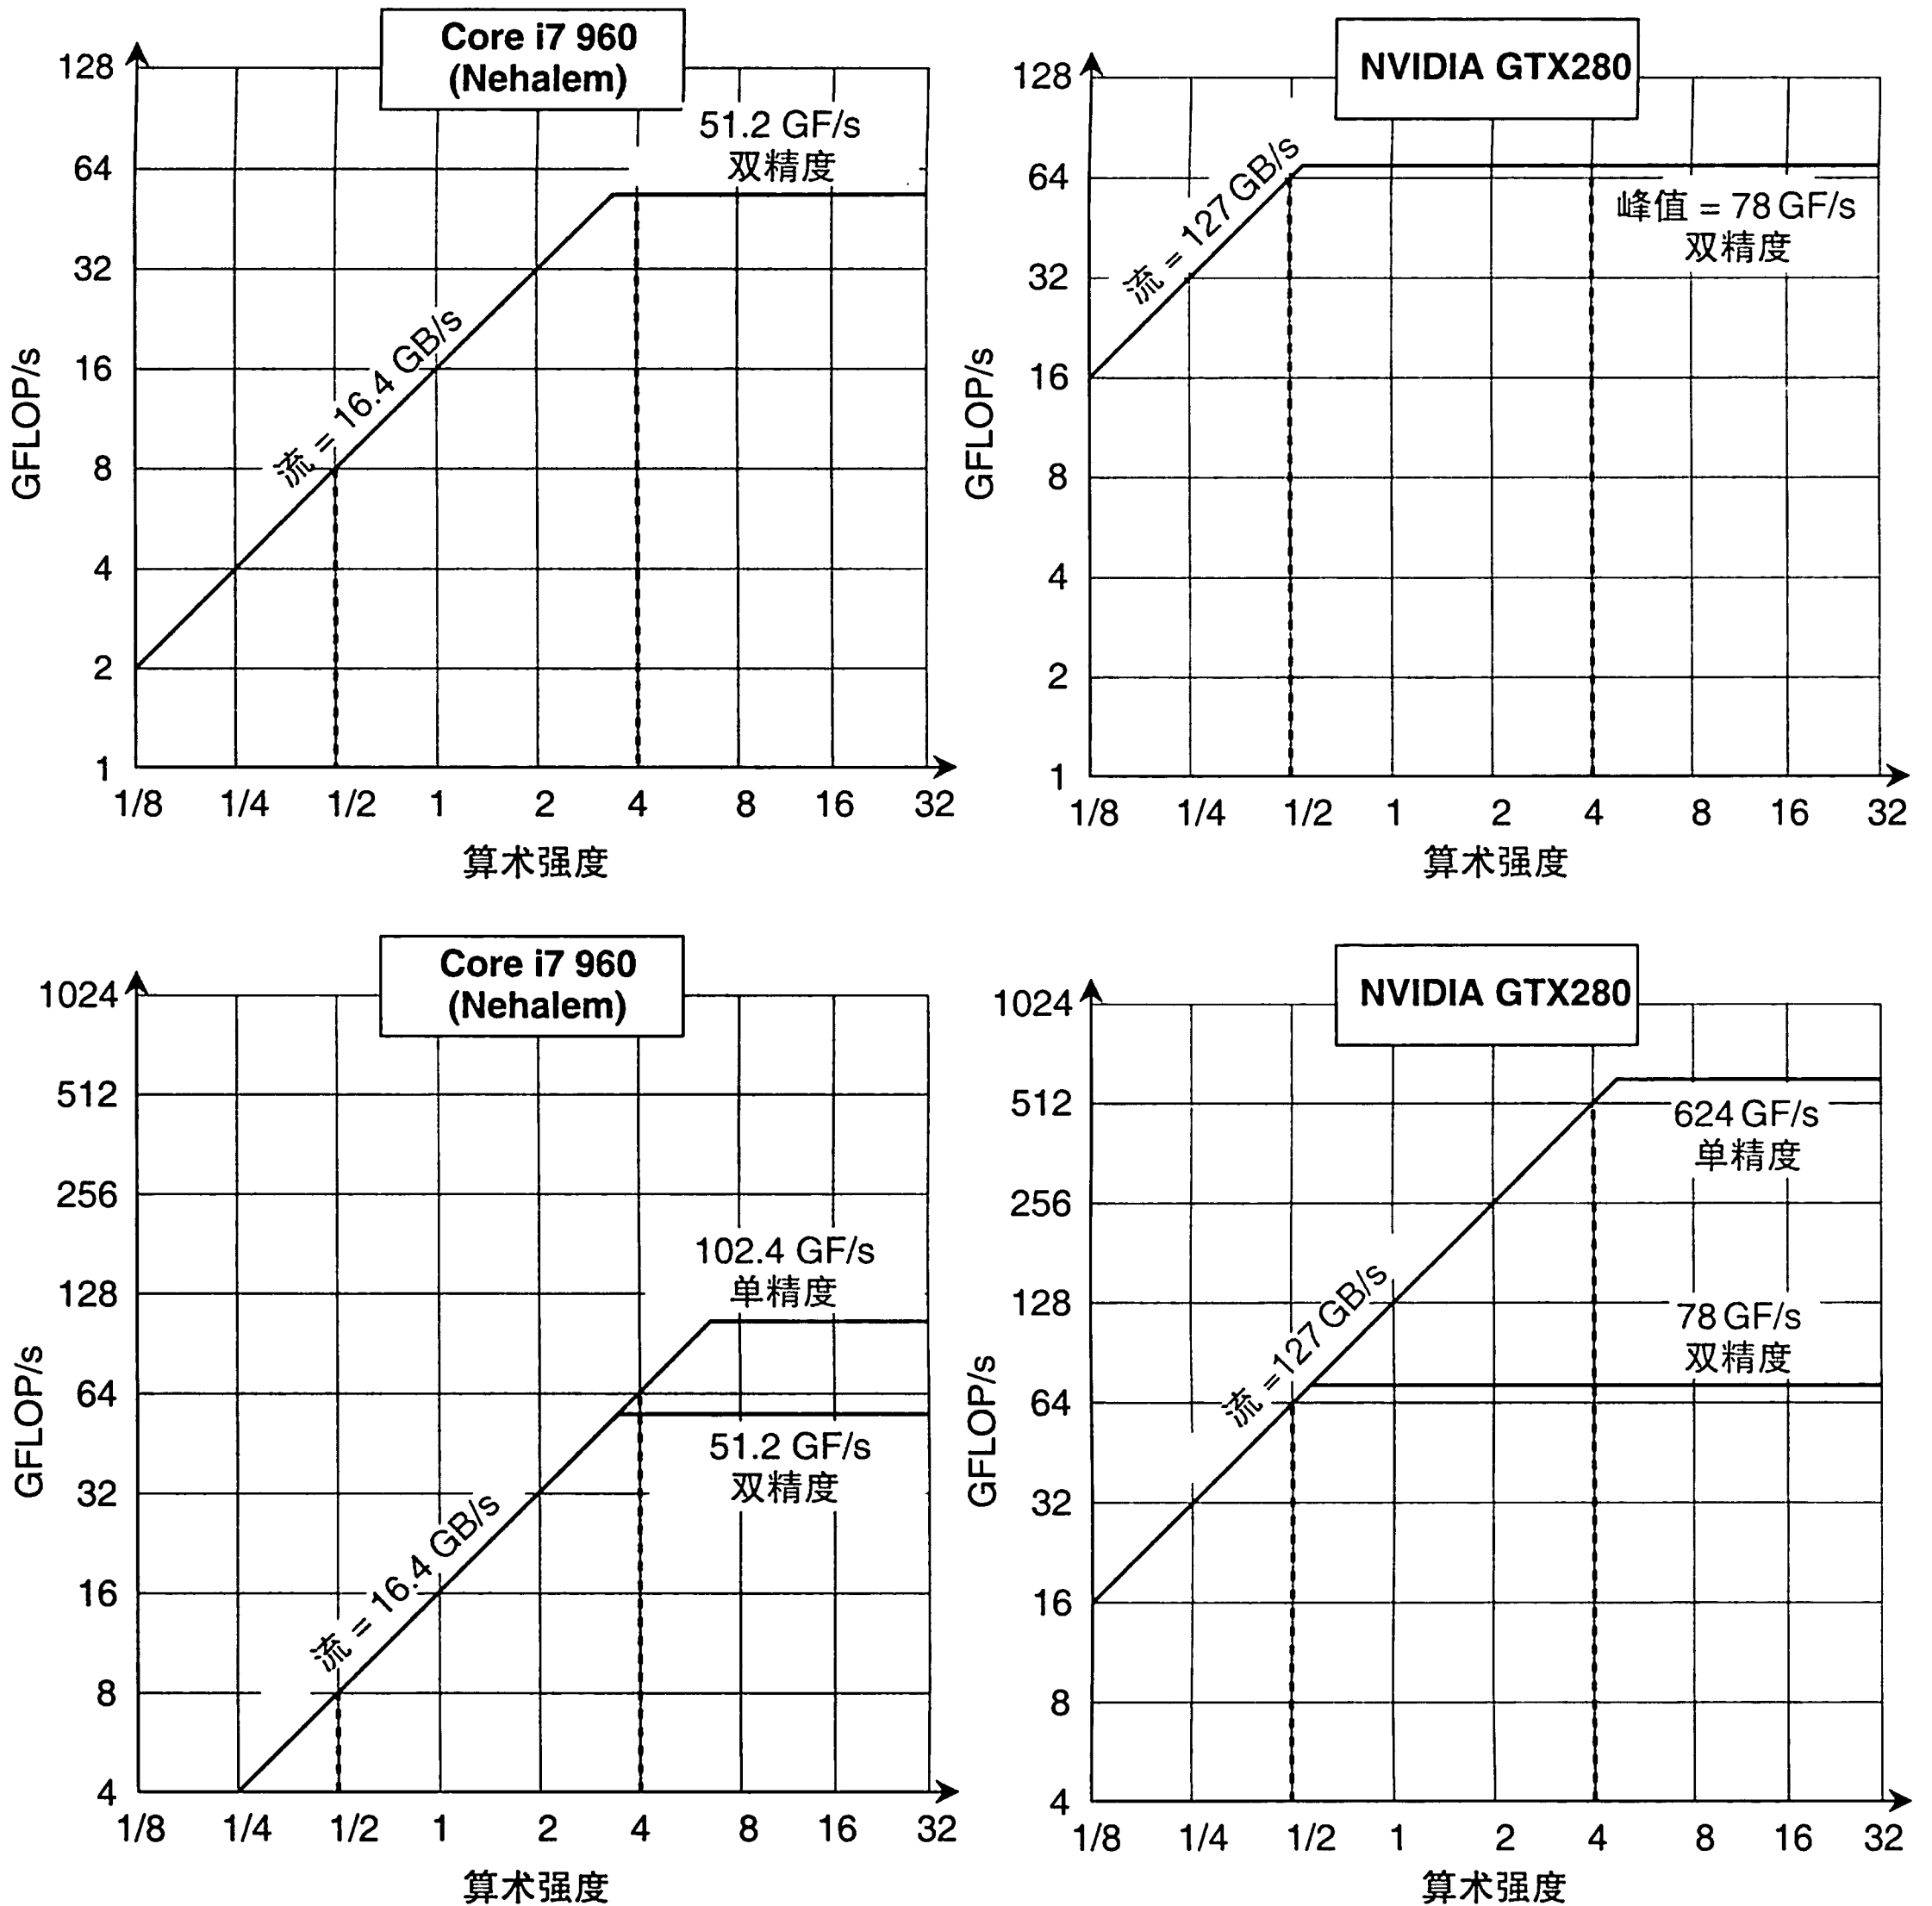 Core i7 960
(Nehalem)
128
64
32
16
8
4
2
1
GFLOP/s
流 = 16.4 GB/s
51.2 GF/s
双精度
1/8 1/4 1/2 1 2 4 8 16 32
算术强度
NVIDIA GTX280
128
64
32
16
8
4
2
1
GFLOP/s
流 = 127 GB/s
峰值 = 78 GF/s
双精度
1/8 1/4 1/2 1 2 4 8 16 32
算术强度
Core i7 960
(Nehalem)
1024
512
256
128
64
32
16
8
4
GFLOP/s
流 = 16.4 GB/s
102.4 GF/s
单精度
51.2 GF/s
双精度
1/8 1/4 1/2 1 2 4 8 16 32
算术强度
NVIDIA GTX280
1024
512
256
128
64
32
16
8
4
GFLOP/s
流 =127 GB/s
624 GF/s
单精度
78 GF/s
双精度
1/8 1/4 1/2 1 2 4 8 16 32
算术强度